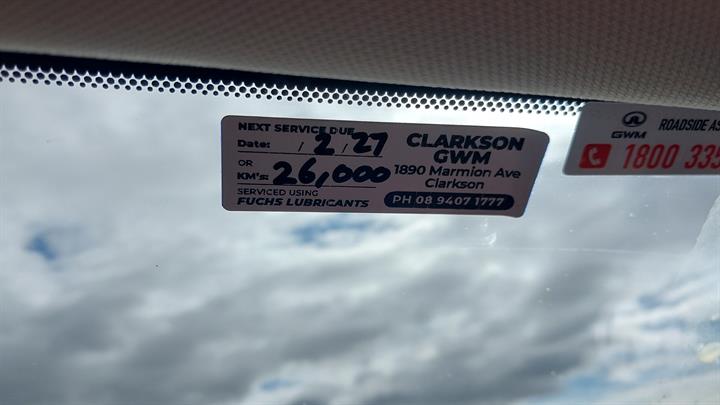 NEXT SERVICE DUE
Date: / 2 / 27
OR
KM's: 26,000
SERVICED USING
FUCHS LUBRICANTS
CLARKSON
GWM
1890 Marmion Ave
Clarkson
PH 08 9407 1777
GWM
ROADSIDE AS
1800 335